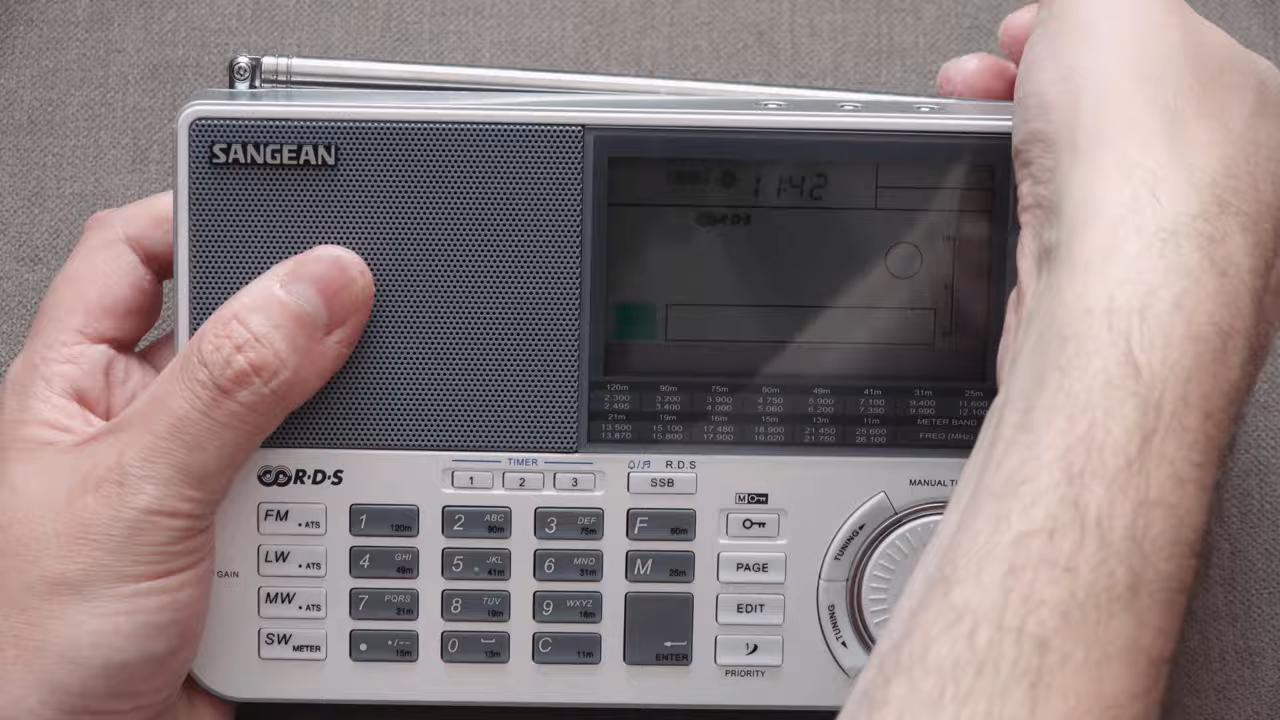 SANGEAN
11:42
R·D·S
120m 90m 75m 60m 49m 41m 31m 25m
2.300 3.200 3.900 4.750 5.900 7.100 9.400 11.600
2.495 3.400 4.000 5.060 6.200 7.350 9.990 12.100
21m 19m 16m 15m 13m 11m METER BAND
13.500 15.100 17.480 18.900 21.450 25.600 FREQ (MHz)
13.870 15.800 17.900 19.020 21.750 26.100
R·D·S
TIMER
1 2 3
R.D.S
SSB
MANUAL TU
M
FM • ATS
1 120m
2 ABC 90m
3 DEF 75m
F 60m
LW • ATS
4 GHI 49m
5 JKL 41m
6 MNO 31m
M 25m
PAGE
TUNING
GAIN
MW • ATS
7 PQRS 21m
8 TUV 19m
9 WXYZ 16m
ENTER
EDIT
TUNING
SW METER
• */-- 15m
0 13m
C 11m
PRIORITY